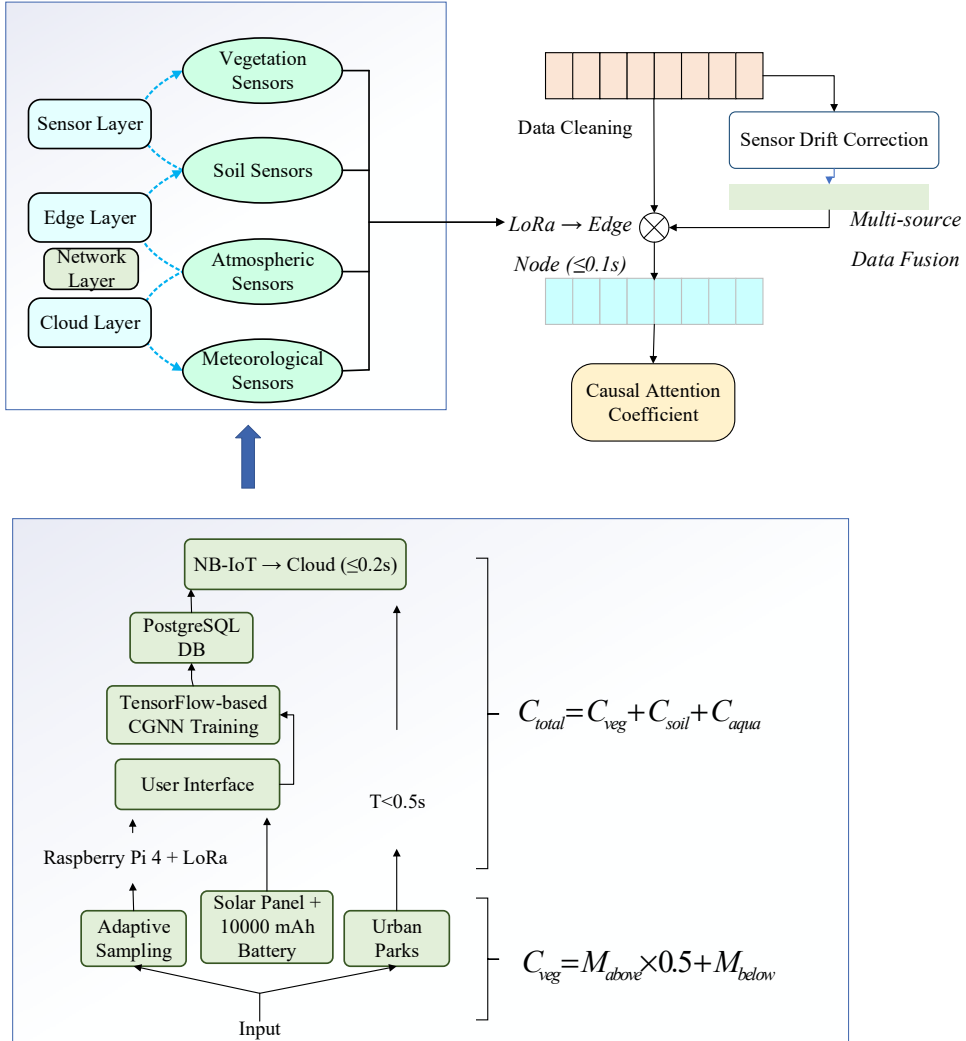 Vegetation
Sensors
Sensor Layer
Soil Sensors
Edge Layer
Network
Layer
Atmospheric
Sensors
Cloud Layer
Meteorological
Sensors
Data Cleaning
Sensor Drift Correction
LoRa → Edge
Node (≤0.1s)
Multi-source
Data Fusion
Causal Attention
Coefficient
NB-IoT → Cloud (≤0.2s)
PostgreSQL
DB
TensorFlow-based
CGNN Training
User Interface
T<0.5s
Raspberry Pi 4 + LoRa
Adaptive
Sampling
Solar Panel +
10000 mAh
Battery
Urban
Parks
Input
C_total=C_veg+C_soil+C_aqua
C_veg=M_above×0.5+M_below